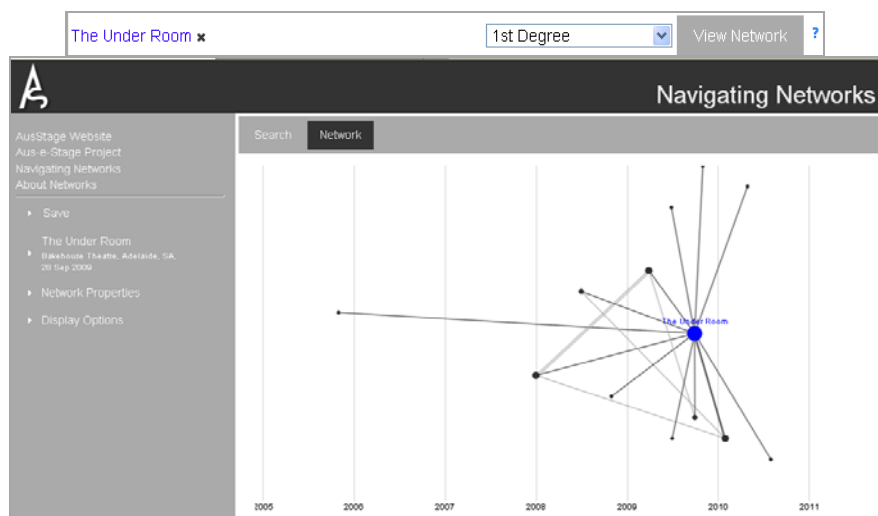 The Under Room ×
1st Degree
View Network
?
Navigating Networks
AusStage Website
Aus-e-Stage Project
Navigating Networks
About Networks
Save
The Under Room
Bakehouse Theatre, Adelaide, SA,
28 Sep 2009
Network Properties
Display Options
Search
Network
The Under Room
2005
2006
2007
2008
2009
2010
2011